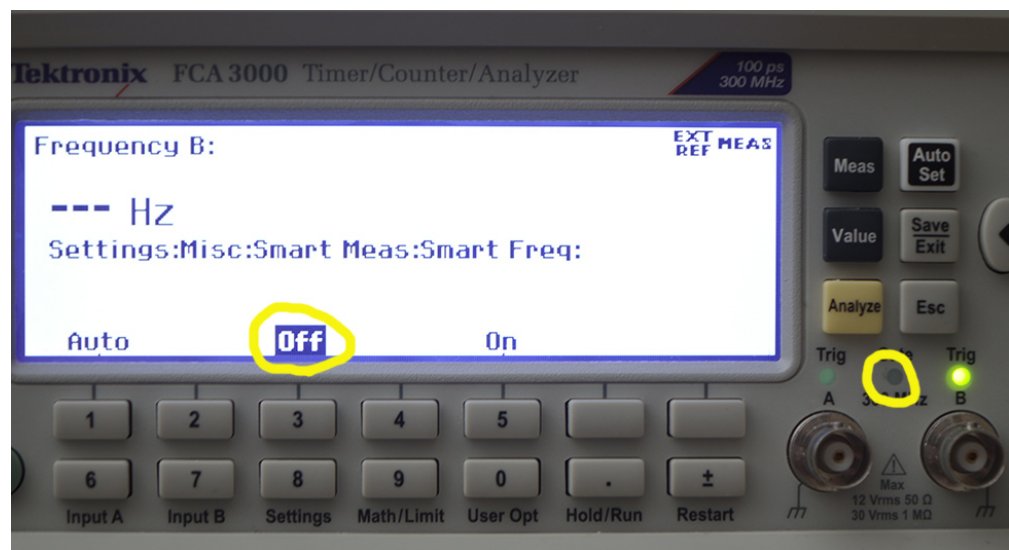 Tektronix FCA 3000 Timer/Counter/Analyzer
100 ps
300 MHz
Frequency B:
EXT
REF
MEAS
--- Hz
Settings:Misc:Smart Meas:Smart Freq:
Auto Off On
Meas
Auto
Set
Value
Save
Exit
Analyze
Esc
Trig
Trig
A
B
1 2 3 4 5
6 7 8 9 0 . ±
Input A Input B Settings Math/Limit User Opt Hold/Run Restart
Max
12 Vrms 50 Ω
30 Vrms 1 MΩ